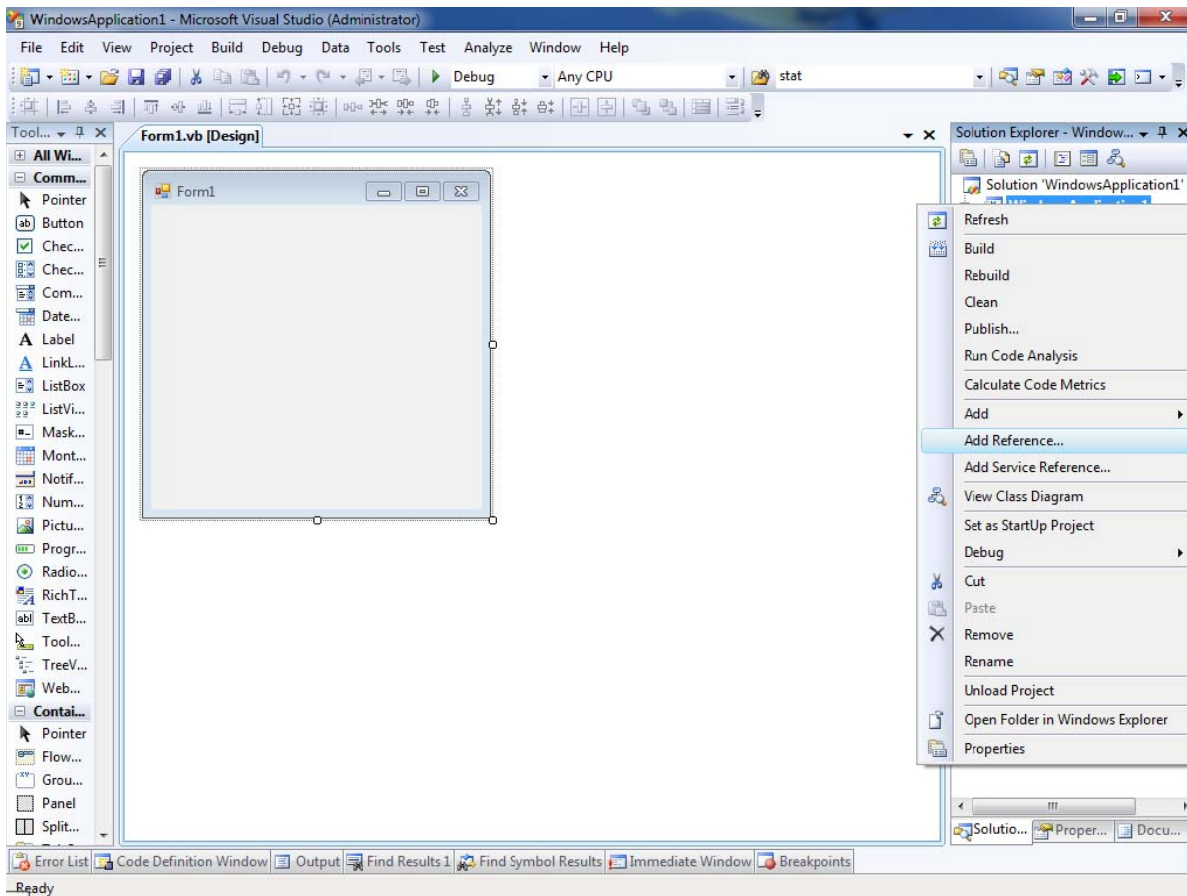 WindowsApplication1 - Microsoft Visual Studio (Administrator)
File Edit View Project Build Debug Data Tools Test Analyze Window Help
Debug Any CPU stat
Tool...
Form1.vb [Design]
Solution Explorer - Window...
All Wi...
Comm...
Pointer
Button
Chec...
Chec...
Com...
Date...
Label
LinkL...
ListBox
ListVi...
Mask...
Mont...
Notif...
Num...
Pictu...
Progr...
Radio...
RichT...
TextB...
Tool...
TreeV...
Web...
Contai...
Pointer
Flow...
Grou...
Panel
Split...
Form1
Solution 'WindowsApplication1'
Refresh
Build
Rebuild
Clean
Publish...
Run Code Analysis
Calculate Code Metrics
Add
Add Reference...
Add Service Reference...
View Class Diagram
Set as StartUp Project
Debug
Cut
Paste
Remove
Rename
Unload Project
Open Folder in Windows Explorer
Properties
Solutio... Proper... Docu...
Error List Code Definition Window Output Find Results 1 Find Symbol Results Immediate Window Breakpoints
Ready